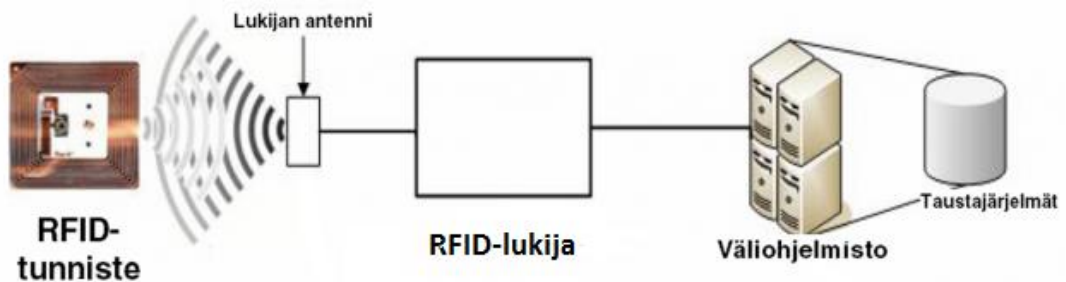 Lukijan antenni
RFID-
tunniste
RFID-lukija
Väliohjelmisto
Taustajärjelmät